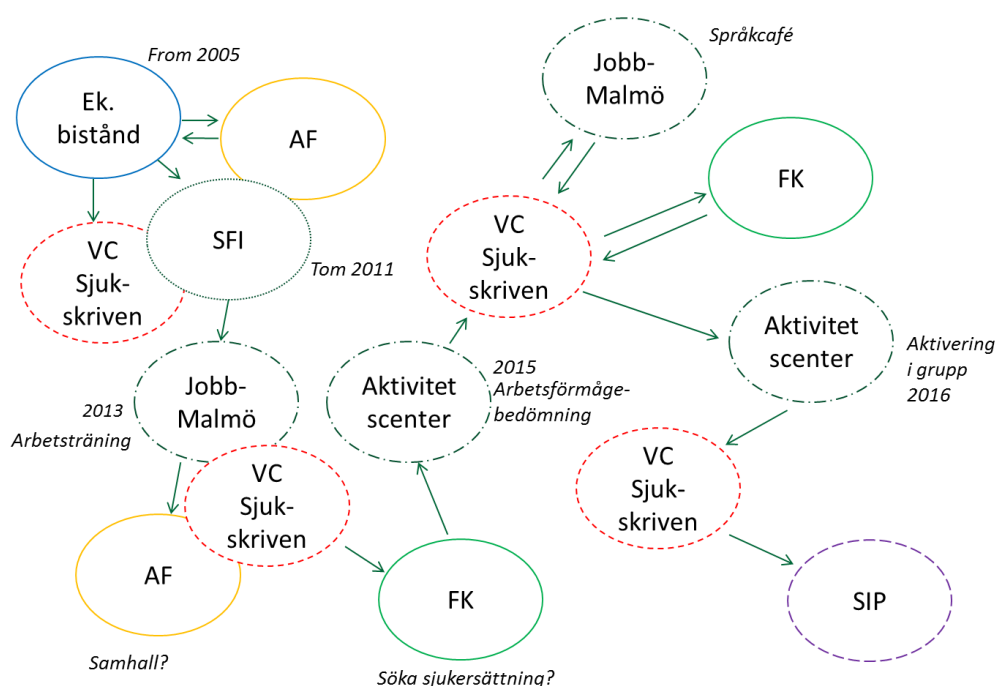 From 2005
Ek.
bistånd
AF
VC
Sjuk-
skriven
SFI
Tom 2011
2013
Arbetsträning
Jobb-
Malmö
VC
Sjuk-
skriven
AF
Samhall?
FK
Söka sjukersättning?
Aktivitet
scenter
2015
Arbetsförmåge-
bedömning
VC
Sjuk-
skriven
Språkcafé
Jobb-
Malmö
FK
Aktivitet
scenter
Aktivering
i grupp
2016
VC
Sjuk-
skriven
SIP